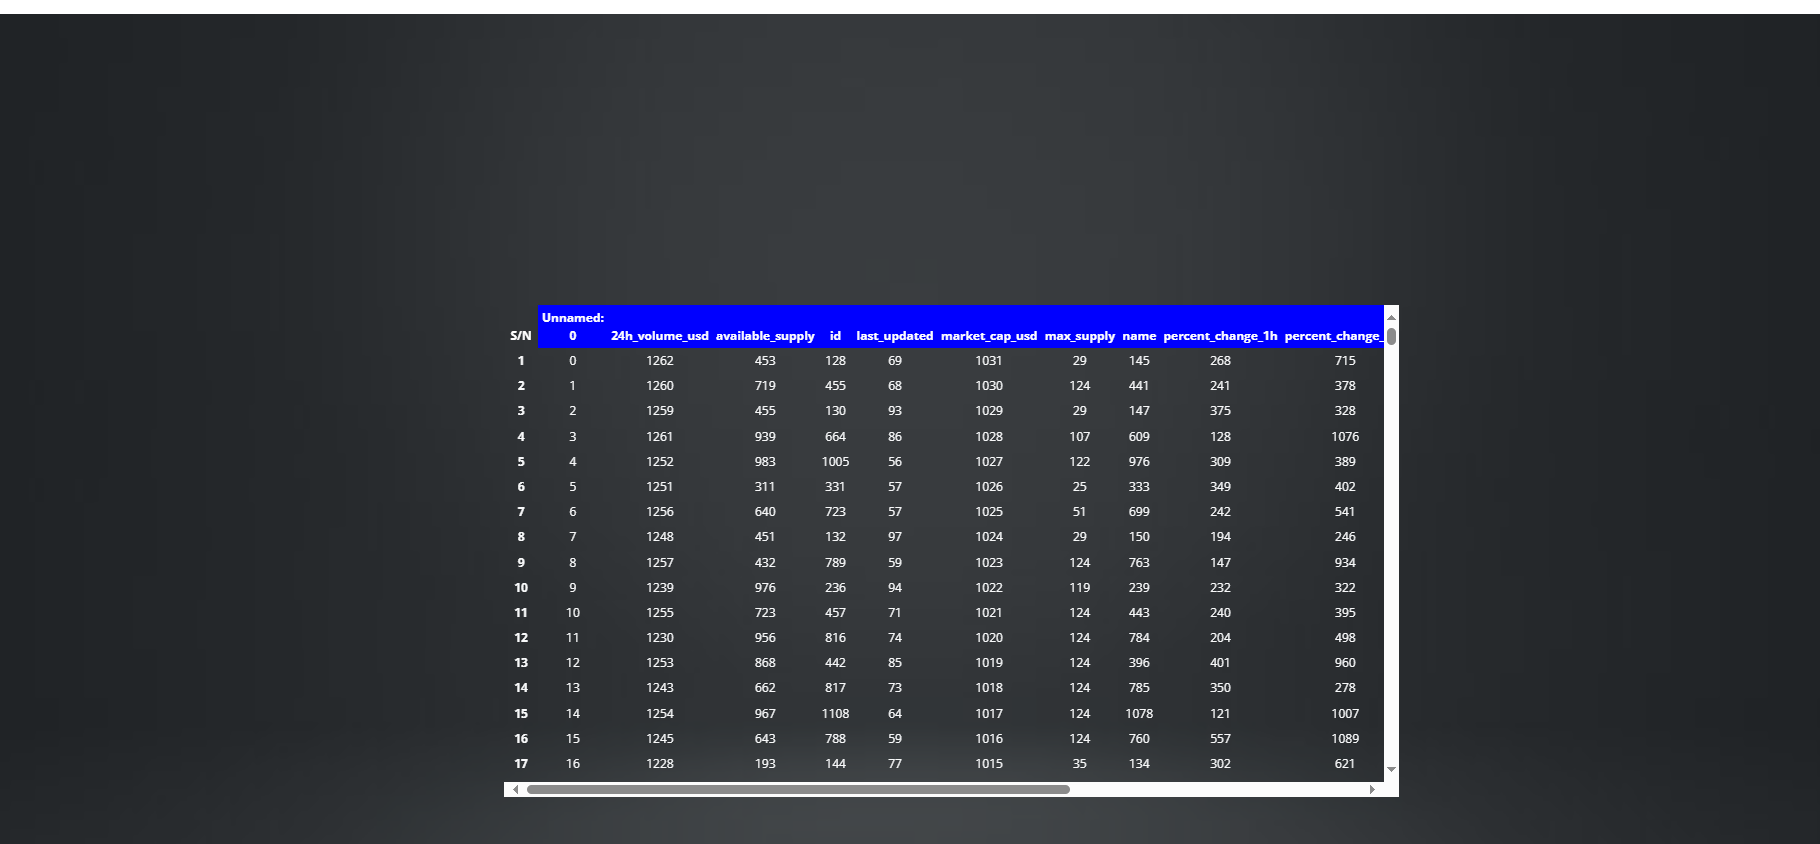 Unnamed:
S/N 0 24h_volume_usd available_supply id last_updated market_cap_usd max_supply name percent_change_1h percent_change_
1 0 1262 453 128 69 1031 29 145 268 715
2 1 1260 719 455 68 1030 124 441 241 378
3 2 1259 455 130 93 1029 29 147 375 328
4 3 1261 939 664 86 1028 107 609 128 1076
5 4 1252 983 1005 56 1027 122 976 309 389
6 5 1251 311 331 57 1026 25 333 349 402
7 6 1256 640 723 57 1025 51 699 242 541
8 7 1248 451 132 97 1024 29 150 194 246
9 8 1257 432 789 59 1023 124 763 147 934
10 9 1239 976 236 94 1022 119 239 232 322
11 10 1255 723 457 71 1021 124 443 240 395
12 11 1230 956 816 74 1020 124 784 204 498
13 12 1253 868 442 85 1019 124 396 401 960
14 13 1243 662 817 73 1018 124 785 350 278
15 14 1254 967 1108 64 1017 124 1078 121 1007
16 15 1245 643 788 59 1016 124 760 557 1089
17 16 1228 193 144 77 1015 35 134 302 621